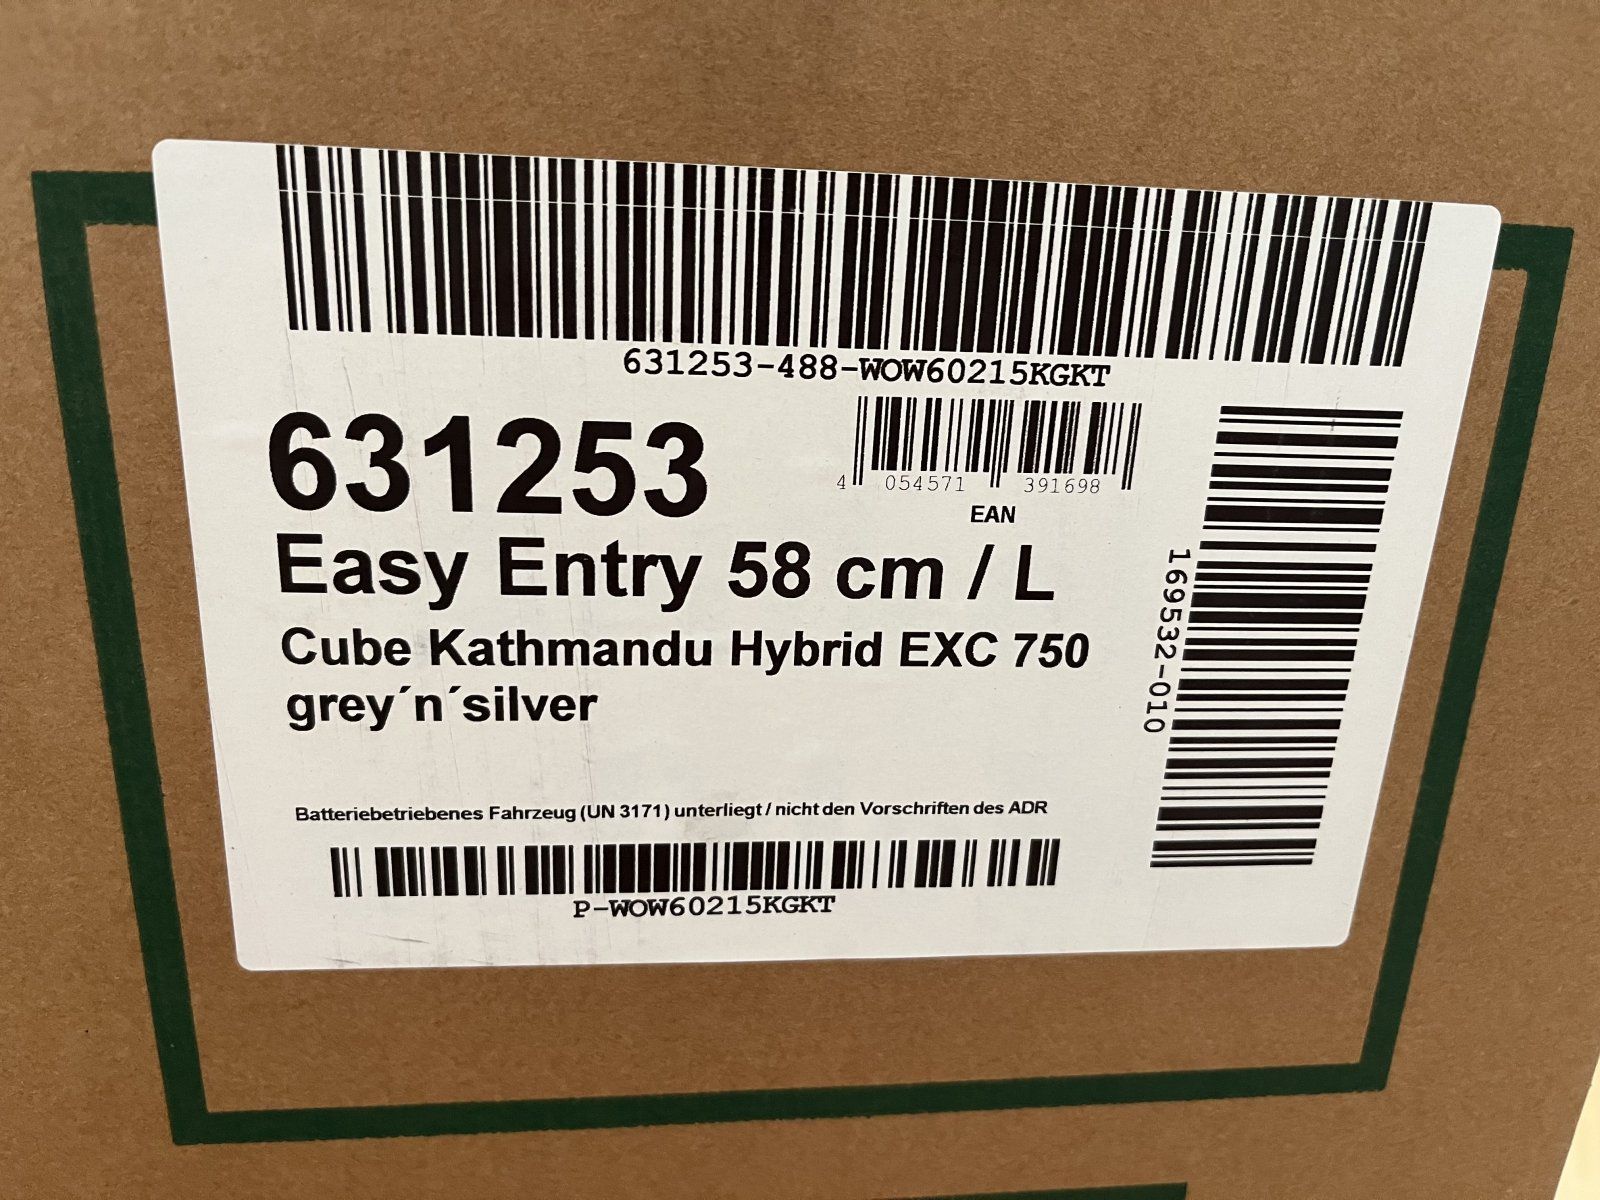 631253-488-WOW60215KGKT
631253
4 054571 391698
EAN
Easy Entry 58 cm / L
Cube Kathmandu Hybrid EXC 750
grey´n´silver
169532-010
Batteriebetriebenes Fahrzeug (UN 3171) unterliegt / nicht den Vorschriften des ADR
P-WOW60215KGKT